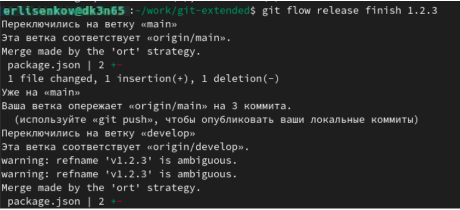 erlisenkov@dk3n65:~/work/git-extended$ git flow release finish 1.2.3
Переключились на ветку «main»
Эта ветка соответствует «origin/main».
Merge made by the 'ort' strategy.
package.json | 2 +-
1 file changed, 1 insertion(+), 1 deletion(-)
Уже на «main»
Ваша ветка опережает «origin/main» на 3 коммита.
(используйте «git push», чтобы опубликовать ваши локальные коммиты)
Переключились на ветку «develop»
Эта ветка соответствует «origin/develop».
warning: refname 'v1.2.3' is ambiguous.
warning: refname 'v1.2.3' is ambiguous.
Merge made by the 'ort' strategy.
package.json | 2 +-